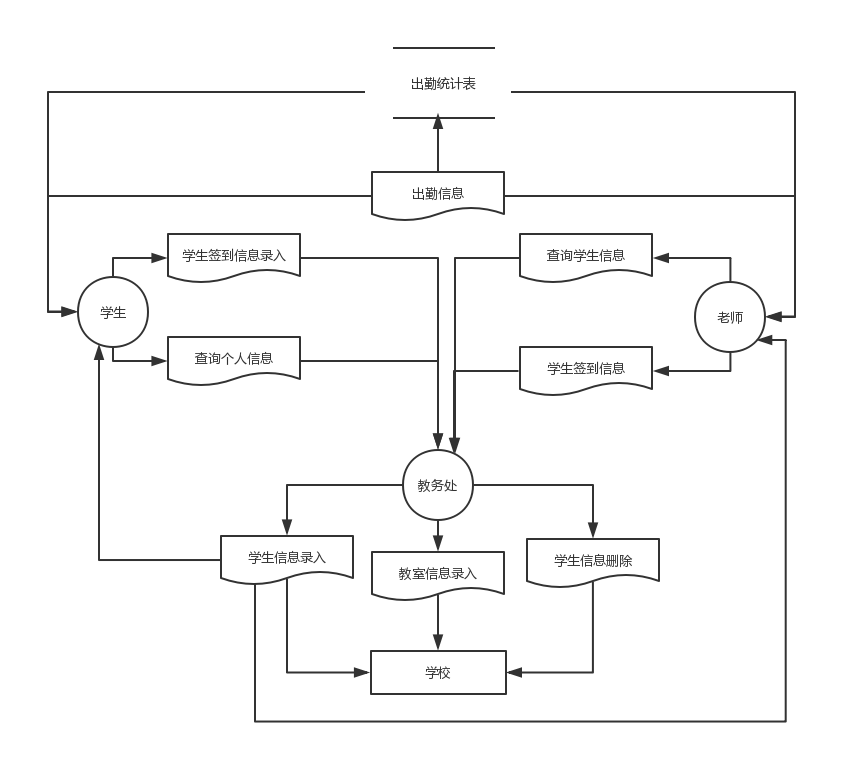 出勤统计表
出勤信息
学生签到信息录入
查询学生信息
学生
老师
查询个人信息
学生签到信息
教务处
学生信息录入
教室信息录入
学生信息删除
学校